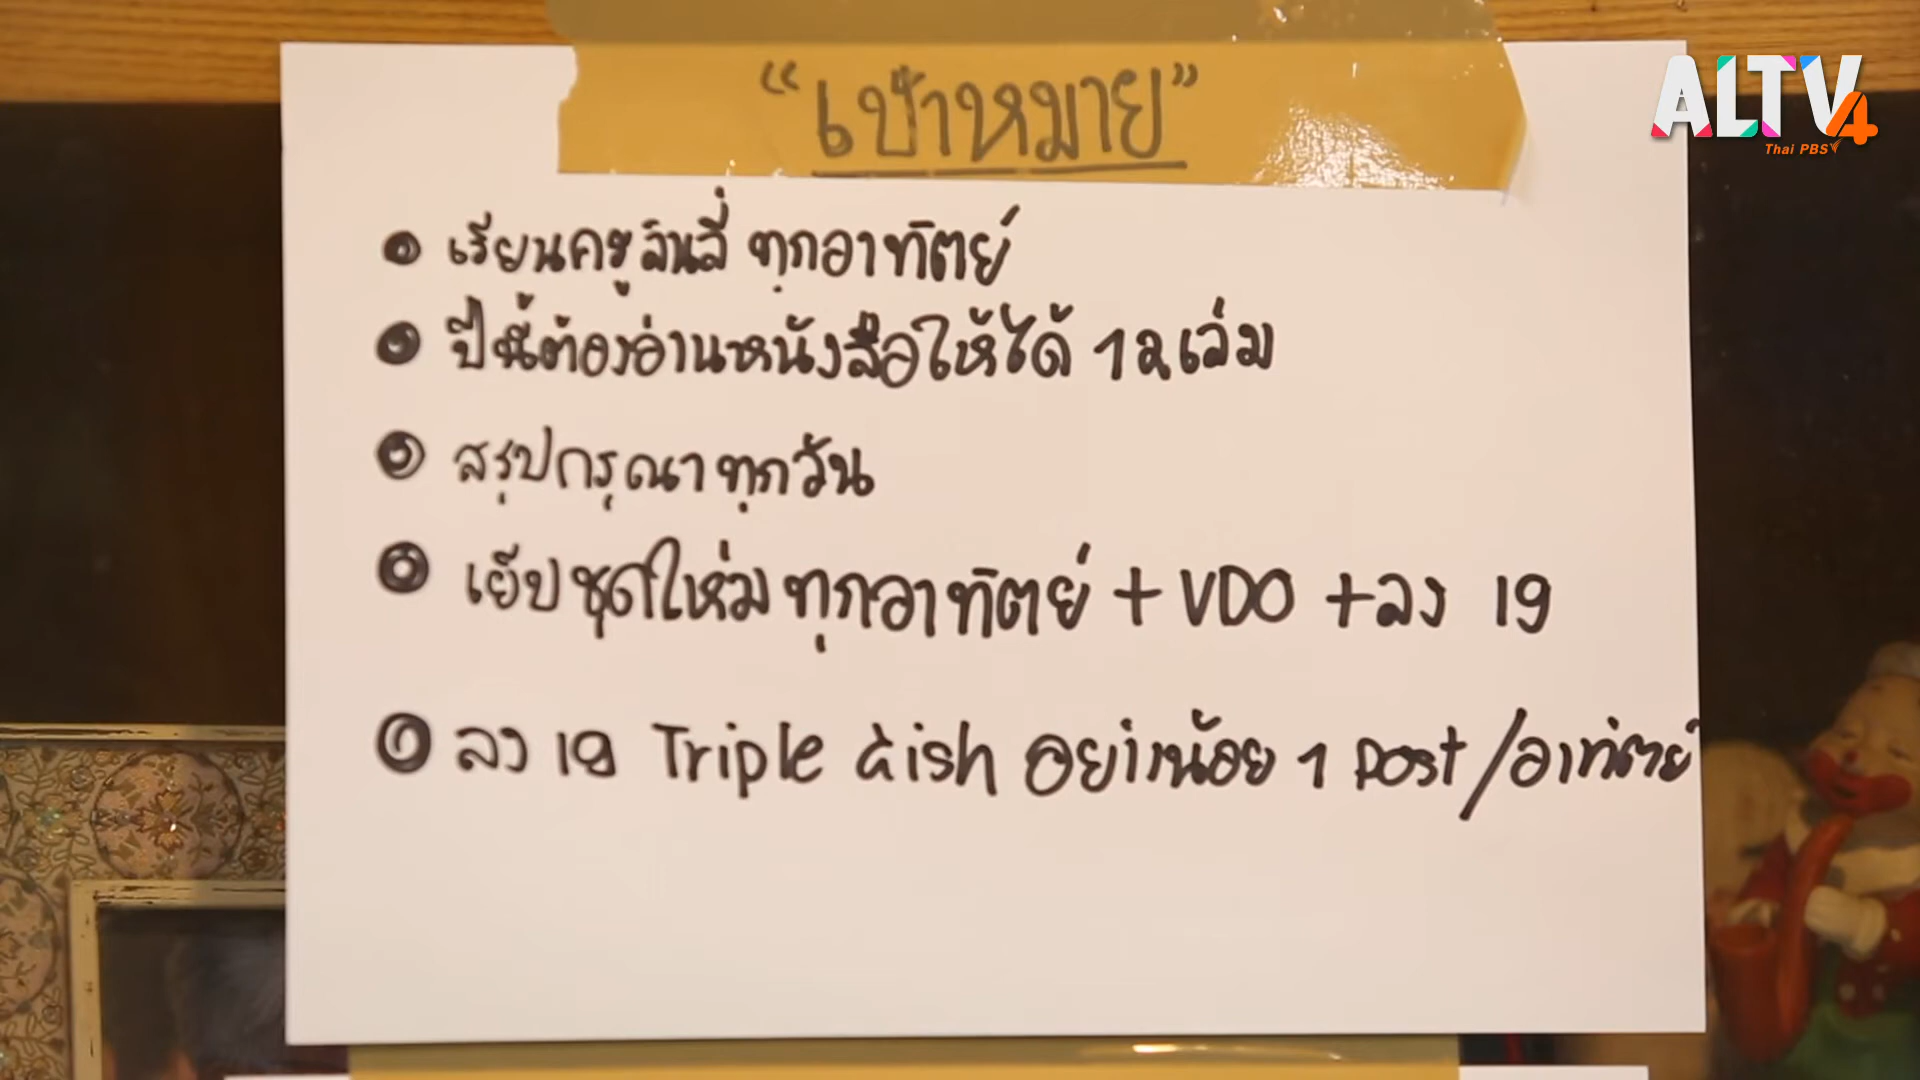 "เป้าหมาย"
ALTV4
Thai PBS
เรียนครูลินลี่ ทุกอาทิตย์
ปีนี้ต้องอ่านหนังสือให้ได้ 12 เล่ม
สรุปกรุณาทุกวัน
เย็บชุดใหม่ทุกอาทิตย์ + VDO + ลง IG
ลง IG Triple อย่างน้อย 1 Post / อาทิตย์